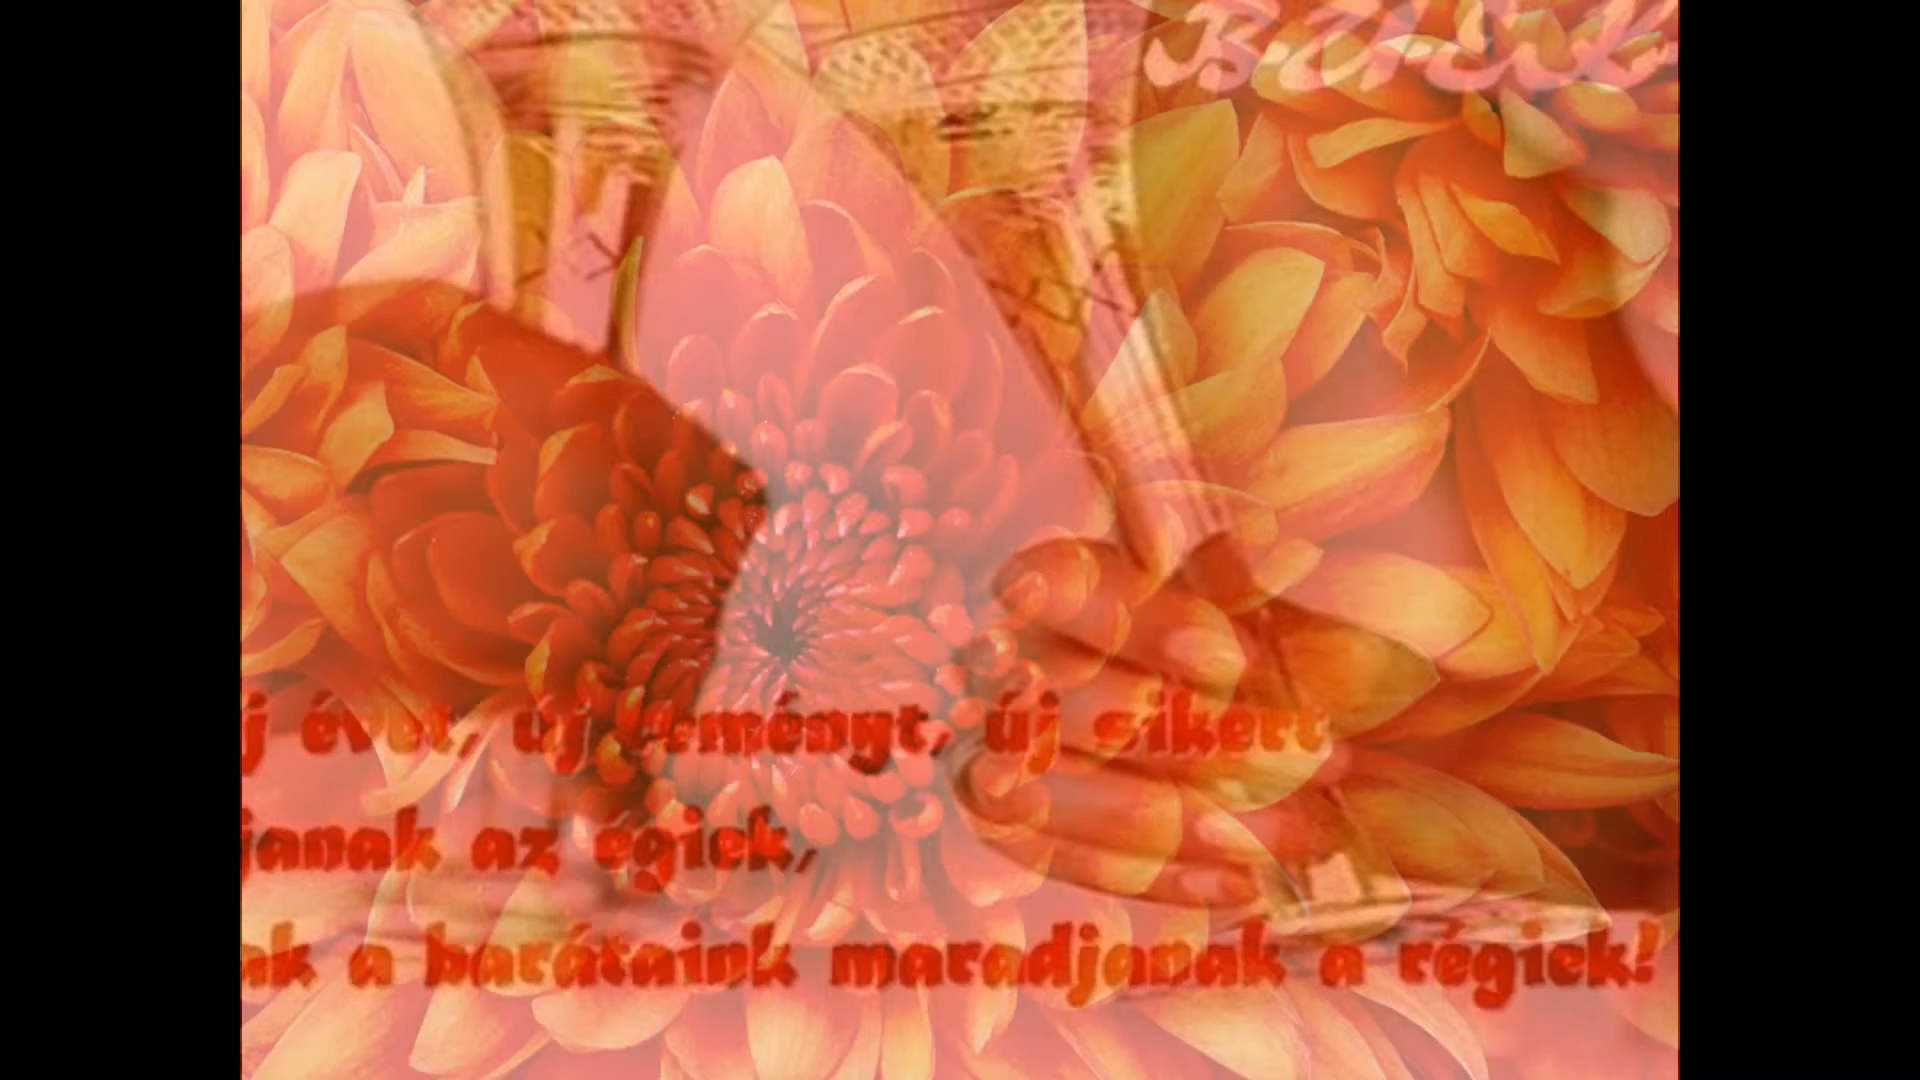 j évet, új reményt, új sikert
janak az égiek,
ak a barátaink maradjanak a régiek!